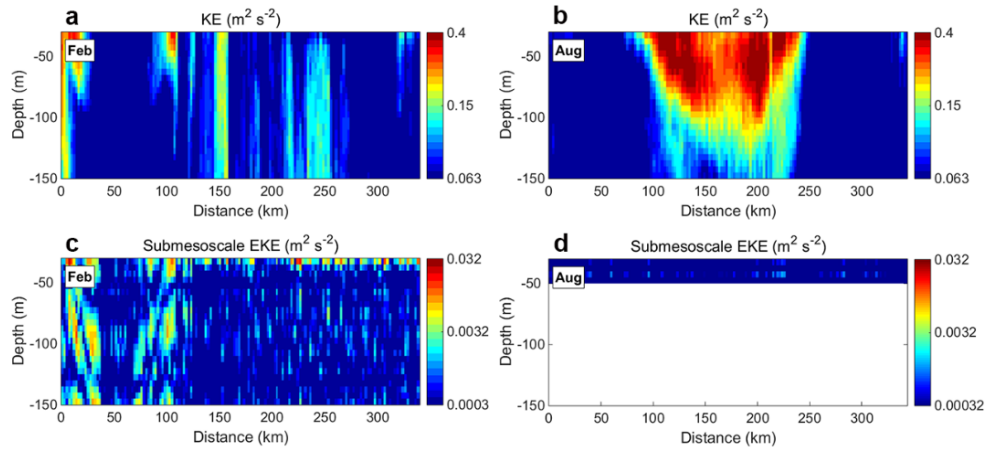 a
KE (m² s⁻²)
Feb
-50
-100
-150
Depth (m)
0
50
100
150
200
250
300
Distance (km)
0.4
0.15
0.063
b
KE (m² s⁻²)
Aug
-50
-100
-150
Depth (m)
0
50
100
150
200
250
300
Distance (km)
0.4
0.15
0.063
c
Submesoscale EKE (m² s⁻²)
Feb
-50
-100
-150
Depth (m)
0
50
100
150
200
250
300
Distance (km)
0.032
0.0032
0.0003
d
Submesoscale EKE (m² s⁻²)
Aug
-50
-100
-150
Depth (m)
0
50
100
150
200
250
300
Distance (km)
0.032
0.0032
0.00032